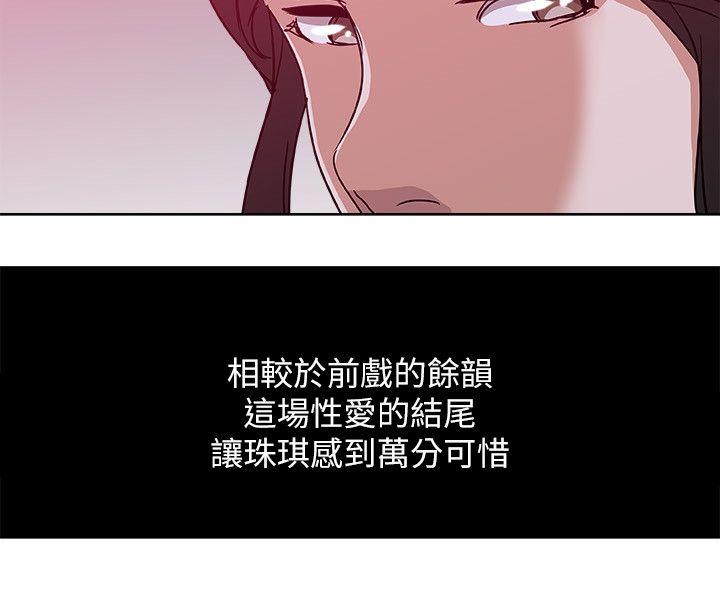 相較於前戲的餘韻
這場性愛的結尾
讓珠琪感到萬分可惜